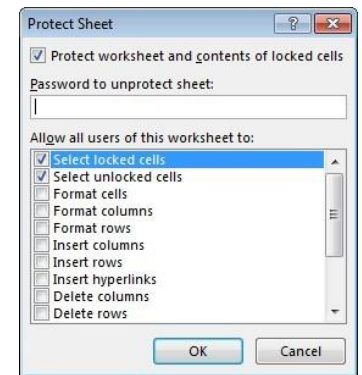 Protect Sheet
Protect worksheet and contents of locked cells
Password to unprotect sheet:
Allow all users of this worksheet to:
Select locked cells
Select unlocked cells
Format cells
Format columns
Format rows
Insert columns
Insert rows
Insert hyperlinks
Delete columns
Delete rows
OK Cancel